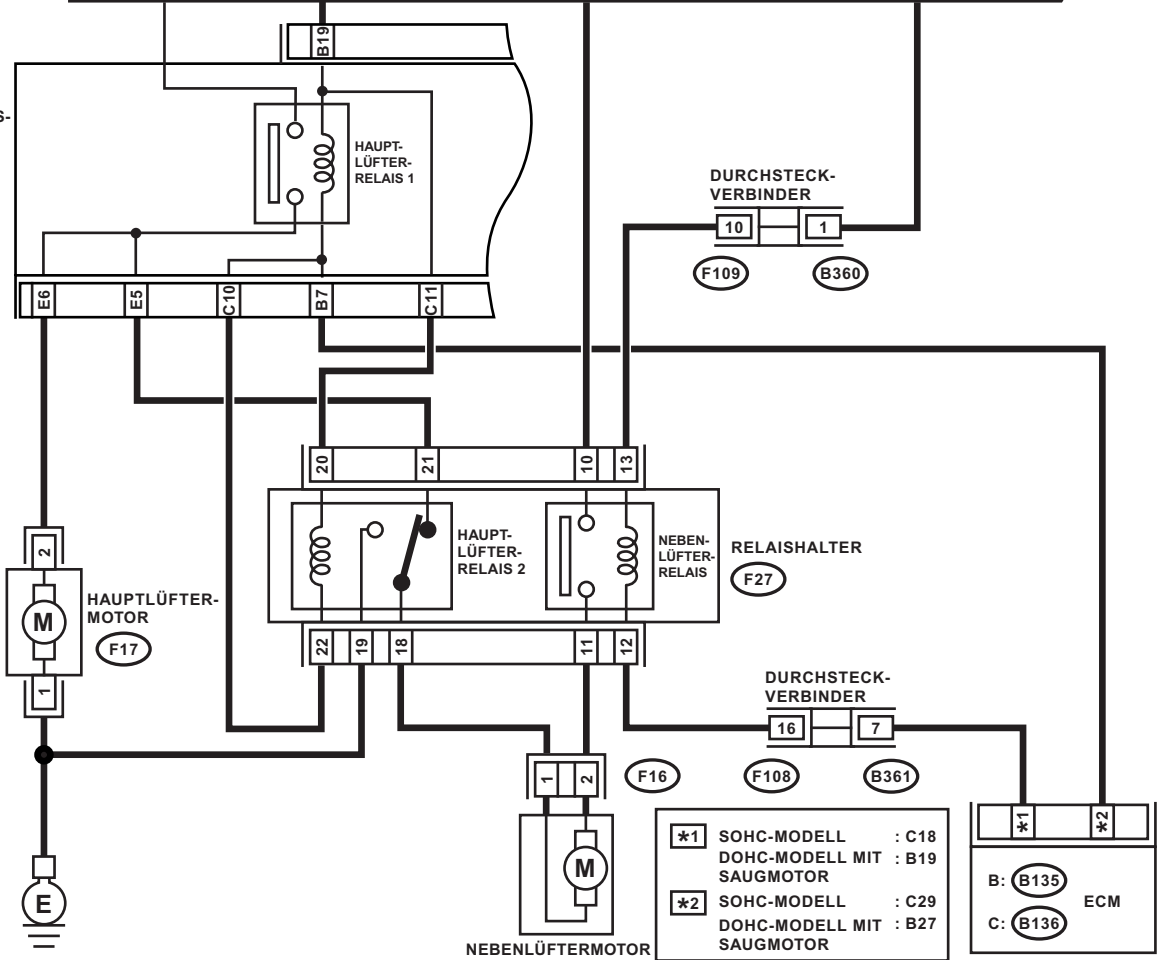 B19
S-
HAUPT-
LÜFTER-
RELAIS 1
DURCHSTECK-
VERBINDER
10 1
F109 B360
E6 E5 C10 B7 C11
20 21 10 13
HAUPT-
LÜFTER-
RELAIS 2
NEBEN-
LÜFTER-
RELAIS
RELAISHALTER
F27
2
M
HAUPTLÜFTER-
MOTOR
F17
1
22 19 18 11 12
DURCHSTECK-
VERBINDER
16 7
F108 B361
1 2
F16
M
NEBENLÜFTERMOTOR
E
*1 SOHC-MODELL : C18
DOHC-MODELL MIT : B19
SAUGMOTOR
*2 SOHC-MODELL : C29
DOHC-MODELL MIT : B27
SAUGMOTOR
*1 *2
B: B135
C: B136
ECM